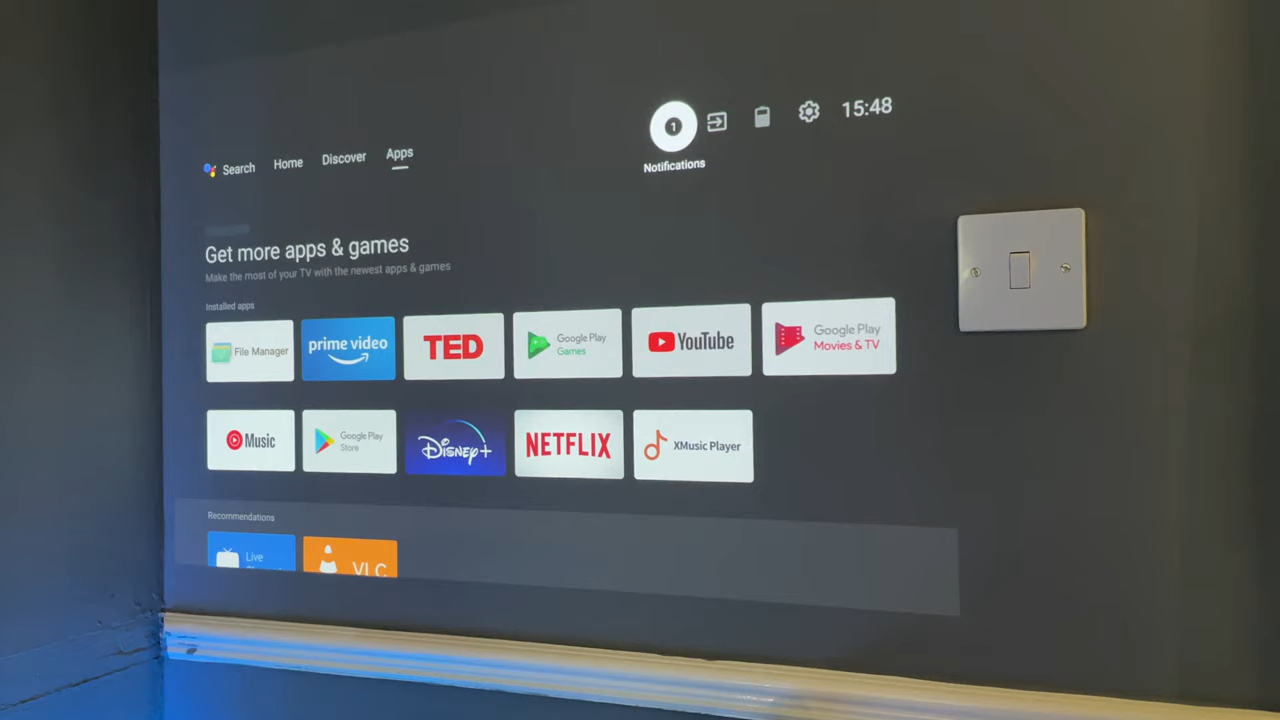 1
15:48
Notifications
Search
Home
Discover
Apps
Get more apps & games
Make the most of your TV with the newest apps & games
Installed apps
File Manager
prime video
TED
Google Play
Games
YouTube
Google Play
Movies & TV
Music
Google Play
Store
Disney+
NETFLIX
XMusic Player
Recommendations
Live
VLC